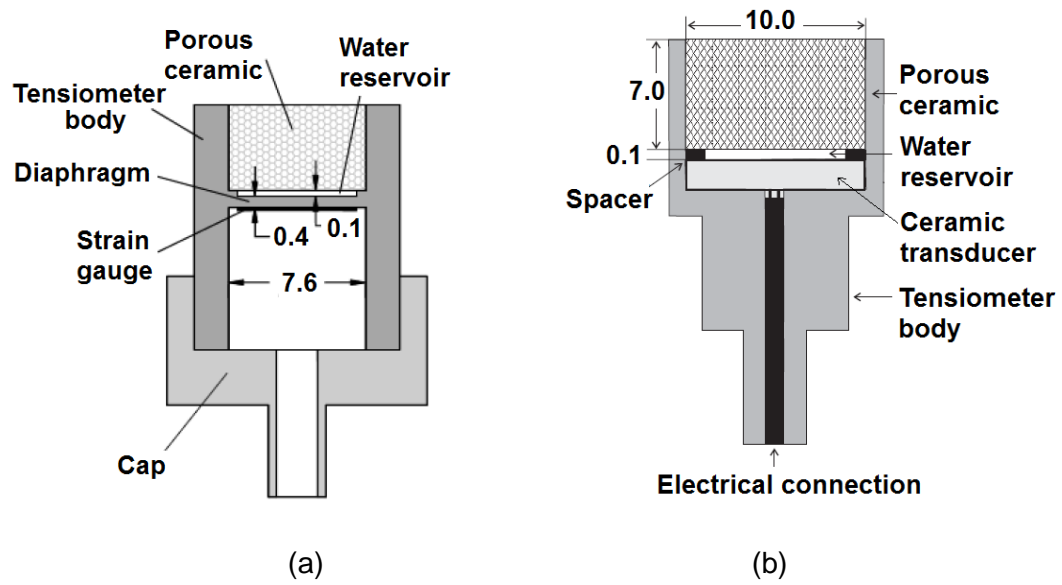 Porous
ceramic
Water
reservoir
Tensiometer
body
Diaphragm
Strain
gauge
0.4
0.1
7.6
Cap
(a)
10.0
7.0
0.1
Porous
ceramic
Water
reservoir
Spacer
Ceramic
transducer
Tensiometer
body
Electrical connection
(b)